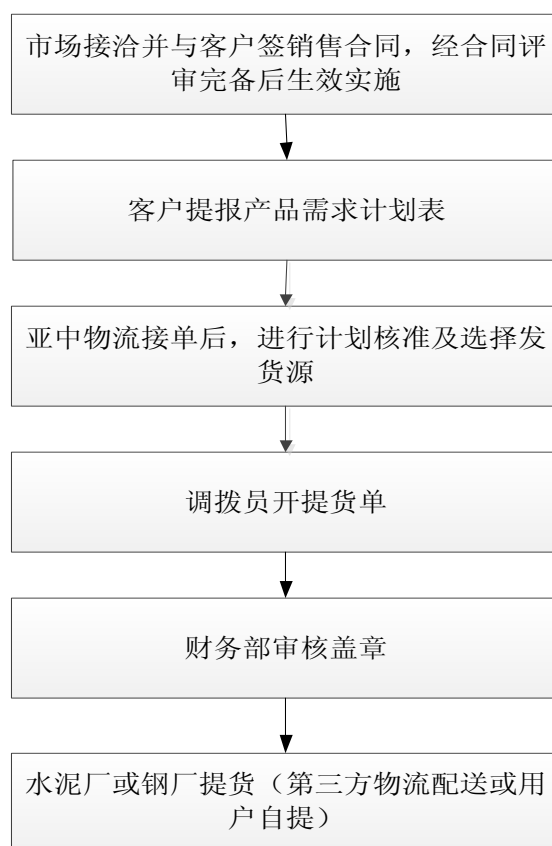 市场接洽并与客户签销售合同，经合同评
审完备后生效实施
客户提报产品需求计划表
亚中物流接单后，进行计划核准及选择发
货源
调拨员开提货单
财务部审核盖章
水泥厂或钢厂提货（第三方物流配送或用
户自提）